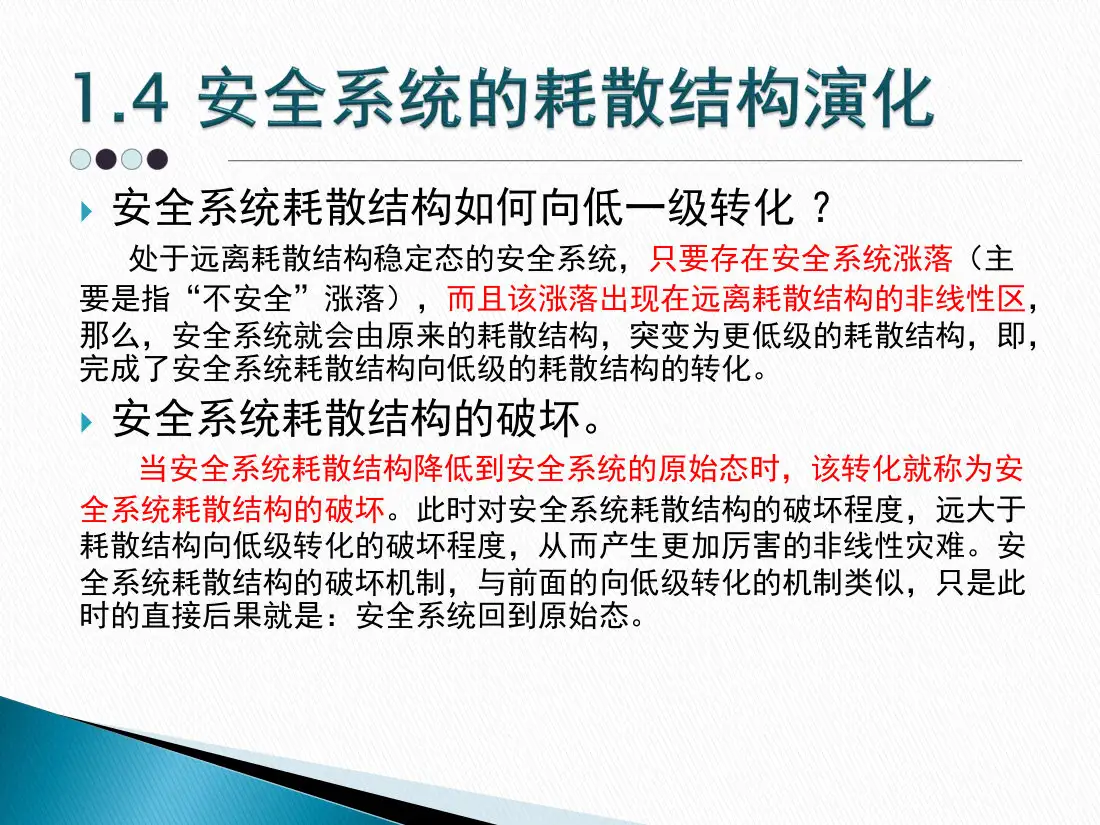 1.4 安全系统的耗散结构演化
安全系统耗散结构如何向低一级转化 ？
处于远离耗散结构稳定态的安全系统，只要存在安全系统涨落（主
要是指“不安全”涨落），而且该涨落出现在远离耗散结构的非线性区，
那么，安全系统就会由原来的耗散结构，突变为更低级的耗散结构，即，
完成了安全系统耗散结构向低级的耗散结构的转化。
安全系统耗散结构的破坏。
当安全系统耗散结构降低到安全系统的原始态时，该转化就称为安
全系统耗散结构的破坏。此时对安全系统耗散结构的破坏程度，远大于
耗散结构向低级转化的破坏程度，从而产生更加厉害的非线性灾难。安
全系统耗散结构的破坏机制，与前面的向低级转化的机制类似，只是此
时的直接后果就是：安全系统回到原始态。